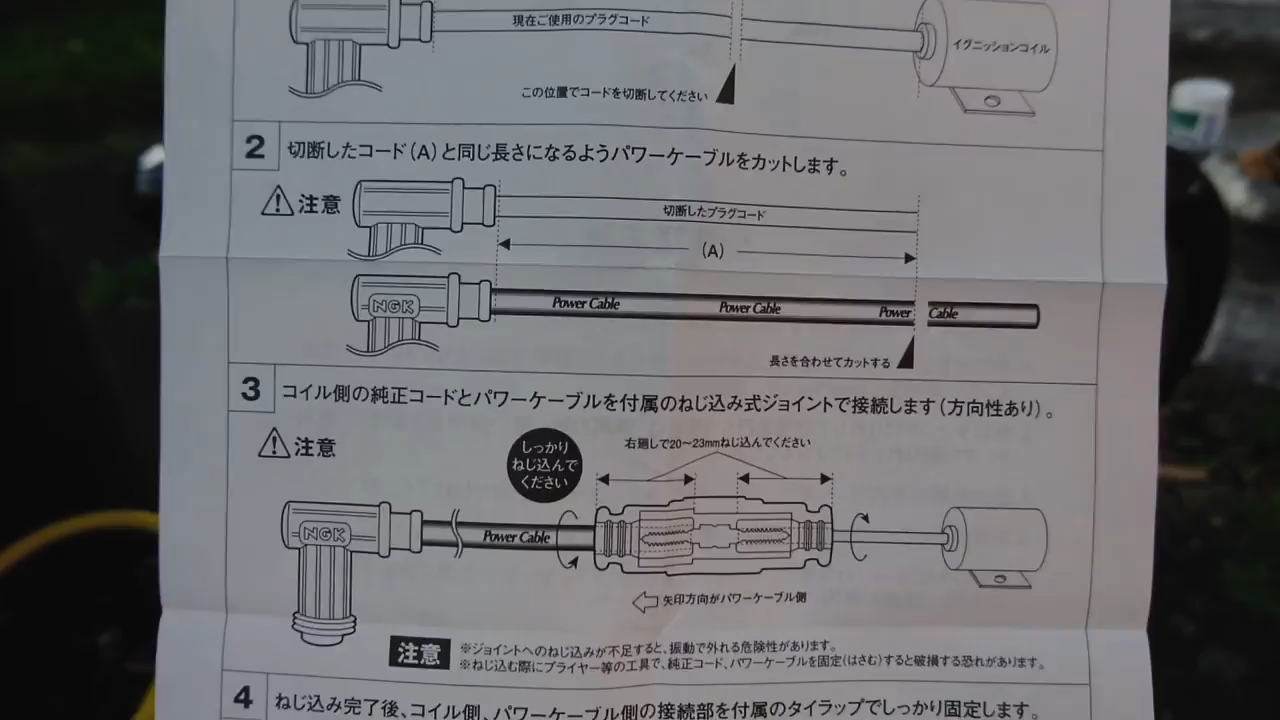 現在ご使用のプラグコード
イグニッションコイル
この位置でコードを切断してください
2
切断したコード(A)と同じ長さになるようパワーケーブルをカットします。
注意
切断したプラグコード
(A)
NGK
Power Cable
Power Cable
Power Cable
長さを合わせてカットする
3
コイル側の純正コードとパワーケーブルを付属のねじ込み式ジョイントで接続します(方向性あり)。
注意
しっかり
ねじ込んで
ください
右廻しで20～23mmねじ込んでください
NGK
Power Cable
矢印方向がパワーケーブル側
注意
※ジョイントへのねじ込みが不足すると、振動で外れる危険性があります。
※ねじ込む際にプライヤー等の工具で、純正コード、パワーケーブルを固定(はさむ)すると破損する恐れがあります。
4
ねじ込み完了後、コイル側、パワーケーブル側の接続部を付属のタイラップでしっかり固定します。